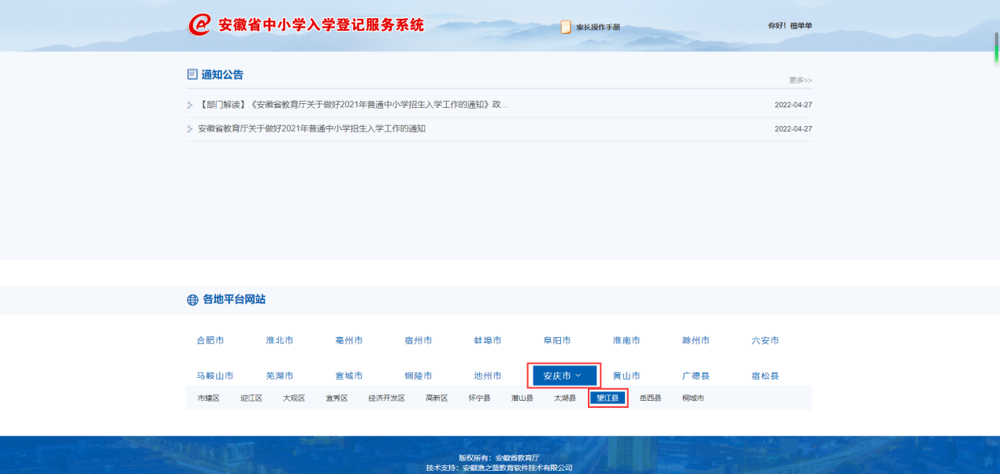 安徽省中小学入学登记服务系统 家长操作手册 你好！檀单单
通知公告
更多>>
【部门解读】《安徽省教育厅关于做好2021年普通中小学招生入学工作的通知》政... 2022-04-27
安徽省教育厅关于做好2021年普通中小学招生入学工作的通知 2022-04-27
各地平台网站
合肥市 淮北市 亳州市 宿州市 蚌埠市 阜阳市 淮南市 滁州市 六安市
马鞍山市 芜湖市 宣城市 铜陵市 池州市 安庆市 黄山市 广德县 宿松县
市辖区 迎江区 大观区 宜秀区 经济开发区 高新区 怀宁县 潜山县 太湖县 望江县 岳西县 桐城市
版权所有：安徽省教育厅
技术支持：安徽渔之蓝教育软件技术有限公司